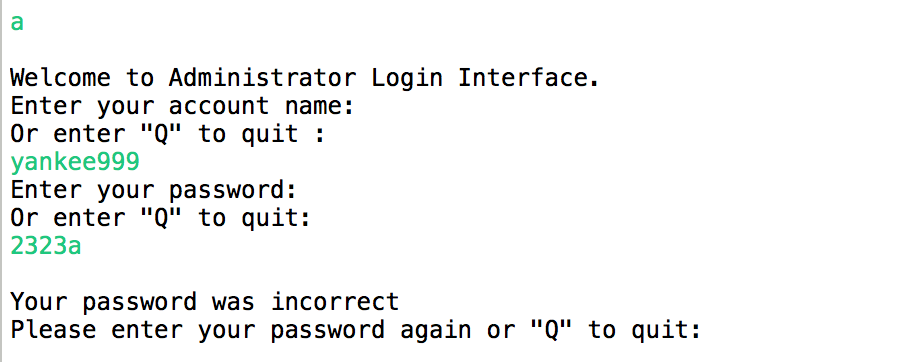 a
Welcome to Administrator Login Interface.
Enter your account name:
Or enter "Q" to quit :
yankee999
Enter your password:
Or enter "Q" to quit:
2323a
Your password was incorrect
Please enter your password again or "Q" to quit: